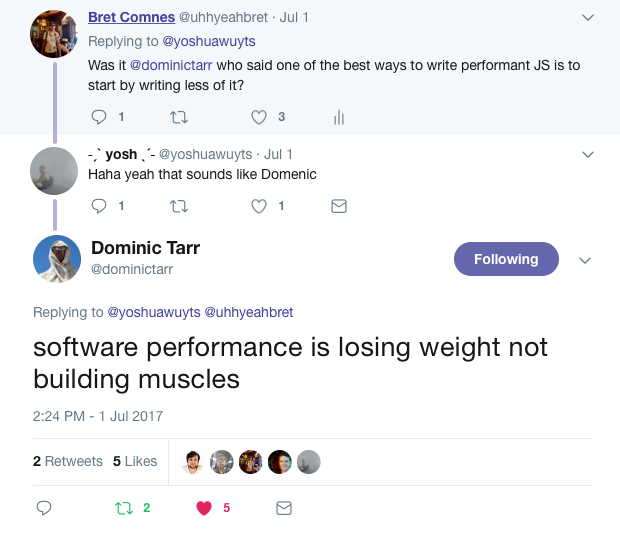 Bret Comnes @uhhyeahbret · Jul 1
Replying to @yoshuawuyts
Was it @dominictarr who said one of the best ways to write performant JS is to
start by writing less of it?
1 3
-ˏˋ yosh ˎˊ- @yoshuawuyts · Jul 1
Haha yeah that sounds like Domenic
1 1
Dominic Tarr
@dominictarr
Following
Replying to @yoshuawuyts @uhhyeahbret
software performance is losing weight not
building muscles
2:24 PM - 1 Jul 2017
2 Retweets 5 Likes
2 5